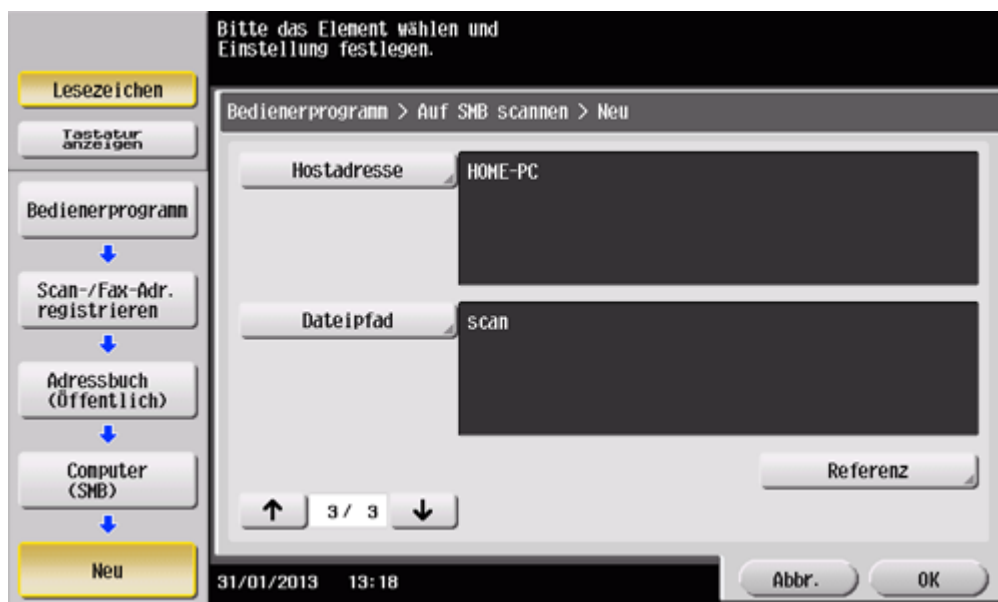 Bitte das Element wählen und
Einstellung festlegen.
Lesezeichen
Tastatur
anzeigen
Bedienerprogramm
Scan-/Fax-Adr.
registrieren
Adressbuch
(Öffentlich)
Computer
(SMB)
Neu
Bedienerprogramm > Auf SMB scannen > Neu
Hostadresse HOME-PC
Dateipfad scan
Referenz
↑ 3/ 3 ↓
31/01/2013 13:18
Abbr. OK